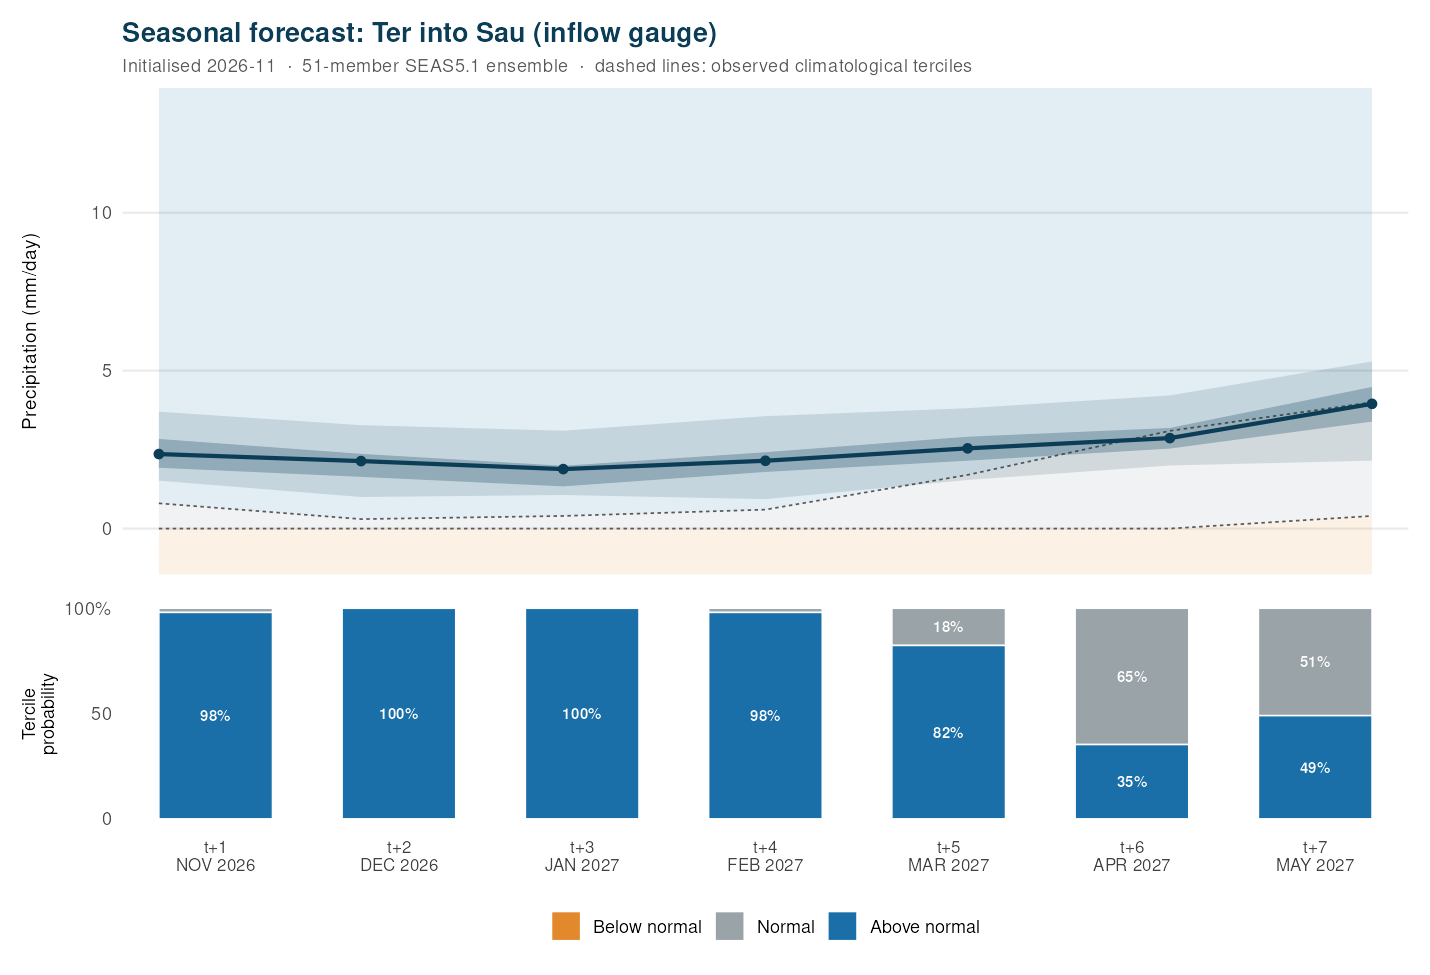 Seasonal forecast: Ter into Sau (inflow gauge)
Initialised 2026-11 · 51-member SEAS5.1 ensemble · dashed lines: observed climatological terciles
Precipitation (mm/day)
10
5
0
Tercile
probability
100%
50
0
98%
100%
100%
98%
18%
82%
65%
35%
51%
49%
t+1
NOV 2026
t+2
DEC 2026
t+3
JAN 2027
t+4
FEB 2027
t+5
MAR 2027
t+6
APR 2027
t+7
MAY 2027
Below normal
Normal
Above normal